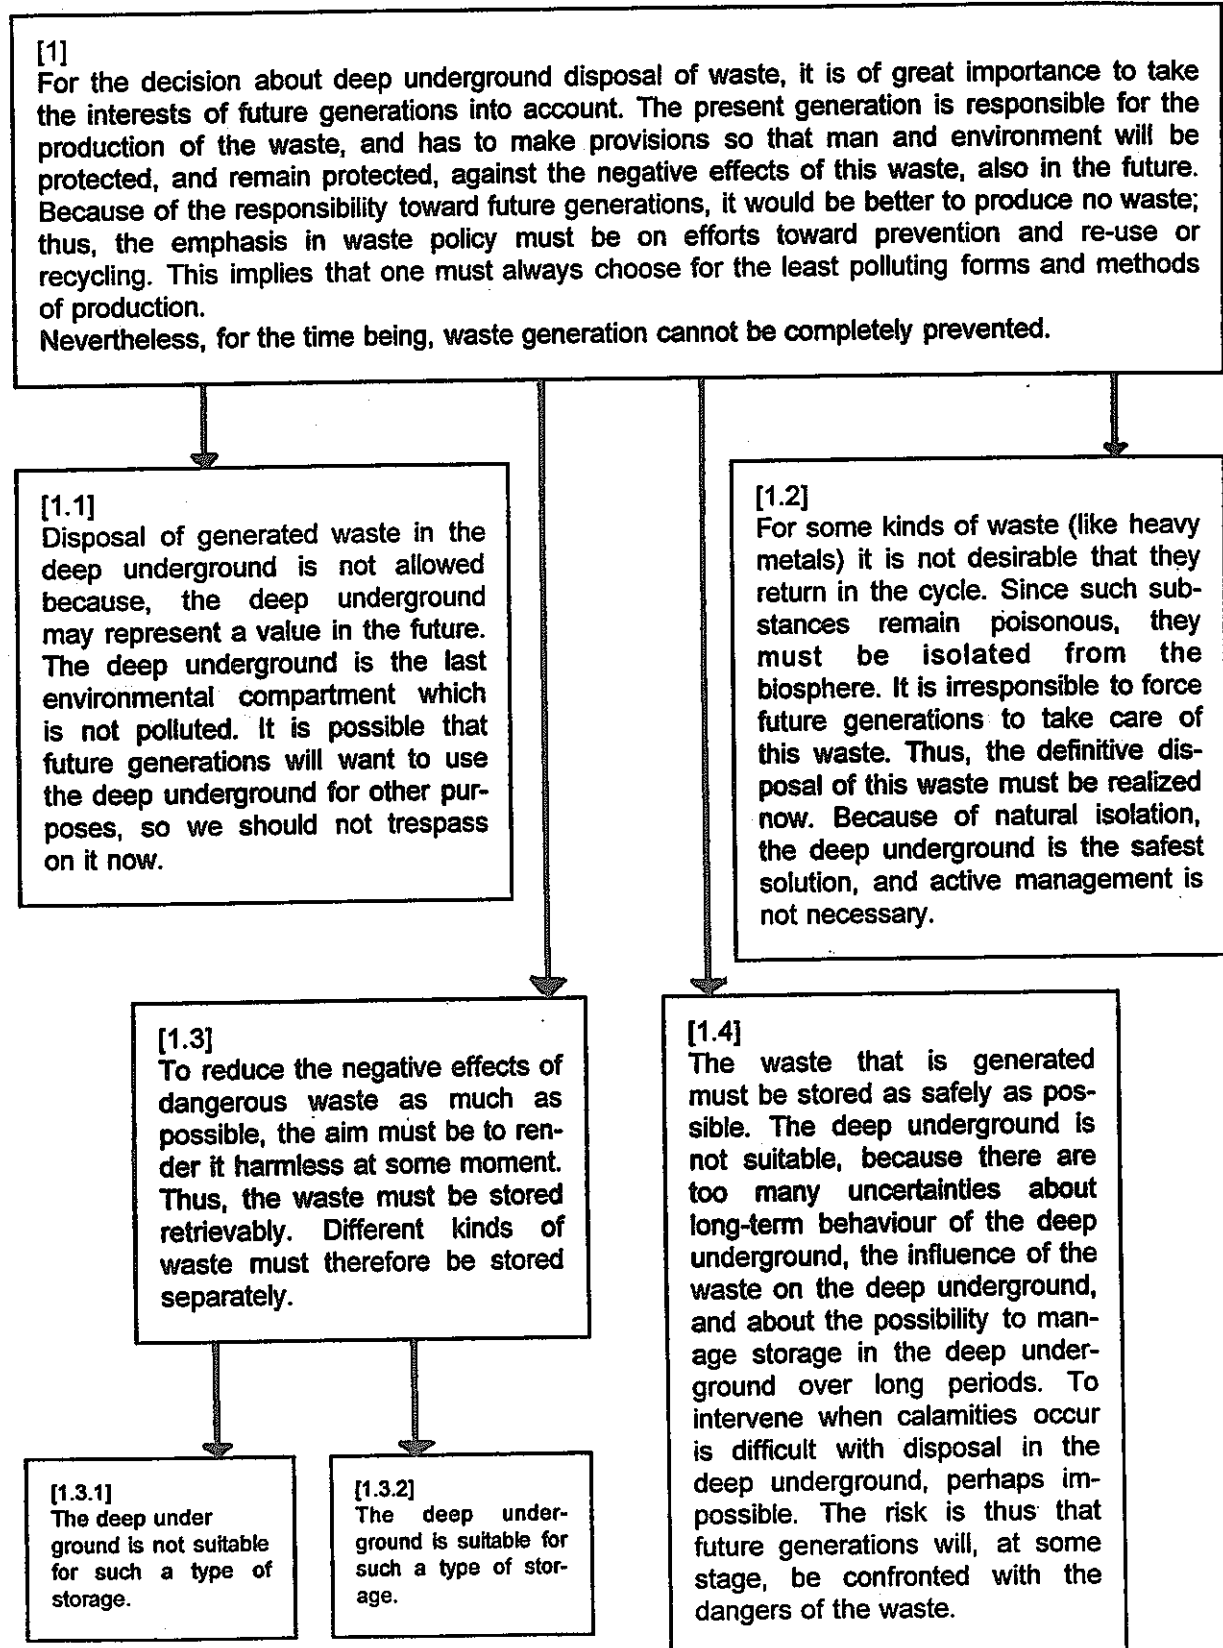 [1]
For the decision about deep underground disposal of waste, it is of great importance to take
the interests of future generations into account. The present generation is responsible for the
production of the waste, and has to make provisions so that man and environment will be
protected, and remain protected, against the negative effects of this waste, also in the future.
Because of the responsibility toward future generations, it would be better to produce no waste;
thus, the emphasis in waste policy must be on efforts toward prevention and re-use or
recycling. This implies that one must always choose for the least polluting forms and methods
of production.
Nevertheless, for the time being, waste generation cannot be completely prevented.
[1.1]
Disposal of generated waste in the
deep underground is not allowed
because, the deep underground
may represent a value in the future.
The deep underground is the last
environmental compartment which
is not polluted. It is possible that
future generations will want to use
the deep underground for other pur-
poses, so we should not trespass
on it now.
[1.2]
For some kinds of waste (like heavy
metals) it is not desirable that they
return in the cycle. Since such sub-
stances remain poisonous, they
must be isolated from the
biosphere. It is irresponsible to force
future generations to take care of
this waste. Thus, the definitive dis-
posal of this waste must be realized
now. Because of natural isolation,
the deep underground is the safest
solution, and active management is
not necessary.
[1.3]
To reduce the negative effects of
dangerous waste as much as
possible, the aim must be to ren-
der it harmless at some moment.
Thus, the waste must be stored
retrievably. Different kinds of
waste must therefore be stored
separately.
[1.4]
The waste that is generated
must be stored as safely as pos-
sible. The deep underground is
not suitable, because there are
too many uncertainties about
long-term behaviour of the deep
underground, the influence of the
waste on the deep underground,
and about the possibility to man-
age storage in the deep under-
ground over long periods. To
intervene when calamities occur
is difficult with disposal in the
deep underground, perhaps im-
possible. The risk is thus that
future generations will, at some
stage, be confronted with the
dangers of the waste.
[1.3.1]
The deep under
ground is not suitable
for such a type of
storage.
[1.3.2]
The deep under-
ground is suitable for
such a type of stor-
age.